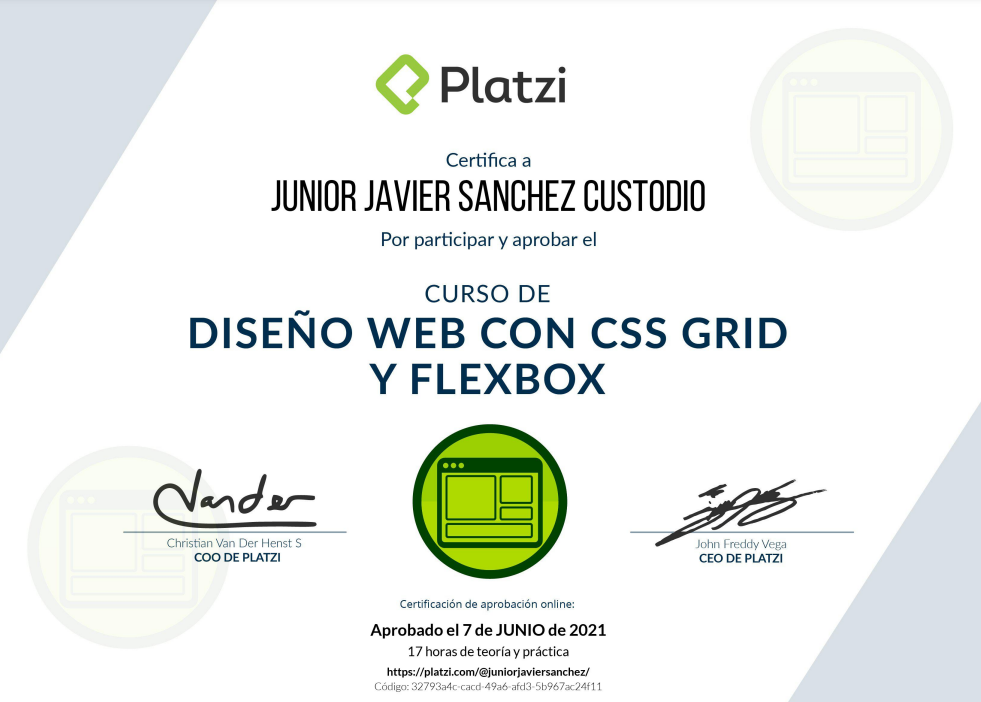 Platzi
Certifica a
JUNIOR JAVIER SANCHEZ CUSTODIO
Por participar y aprobar el
CURSO DE
DISEÑO WEB CON CSS GRID
Y FLEXBOX
Vander
Christian Van Der Henst S
COO DE PLATZI
John Freddy Vega
CEO DE PLATZI
Certificación de aprobación online:
Aprobado el 7 de JUNIO de 2021
17 horas de teoría y práctica
https://platzi.com/@juniorjaviersanchez/
Código: 32793a4c-cacd-49a6-afd3-5b967ac24f11